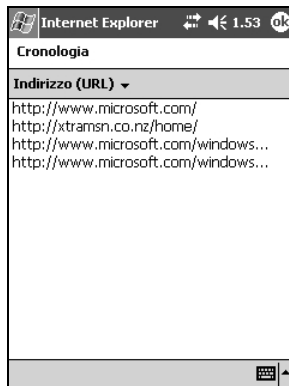 Internet Explorer 1.53 ok
Cronologia
Indirizzo (URL)
http://www.microsoft.com/
http://xtramsn.co.nz/home/
http://www.microsoft.com/windows...
http://www.microsoft.com/windows...